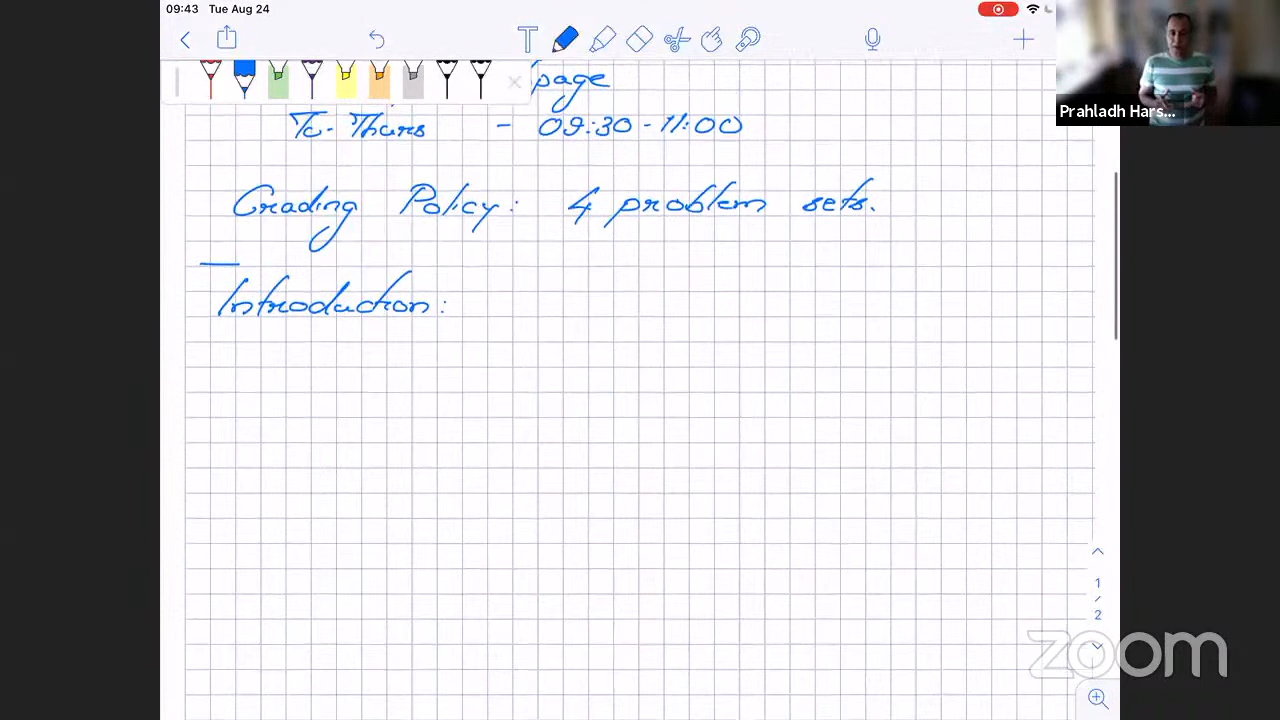 09:43 Tue Aug 24
page
Tu-Thurs - 09:30-11:00
Grading Policy: 4 problem sets.
Introduction:
Prahladh Hars...
1
2
zoom